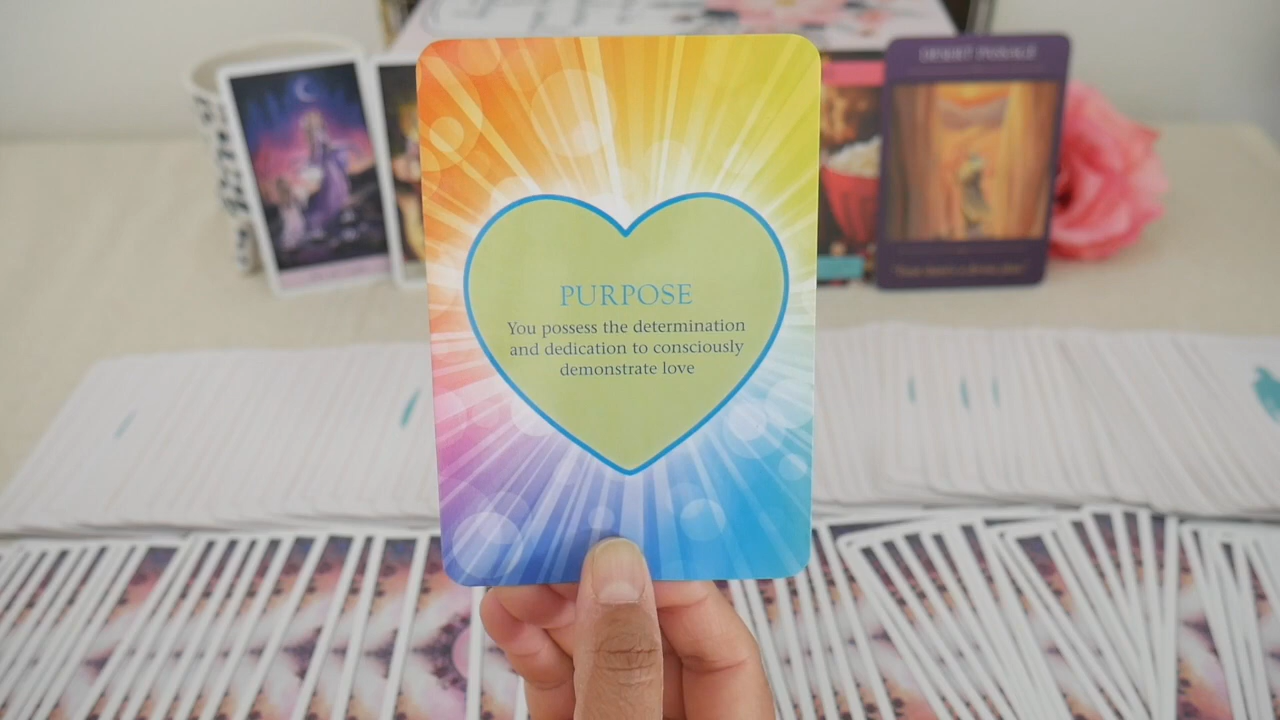 PURPOSE
You possess the determination
and dedication to consciously
demonstrate love